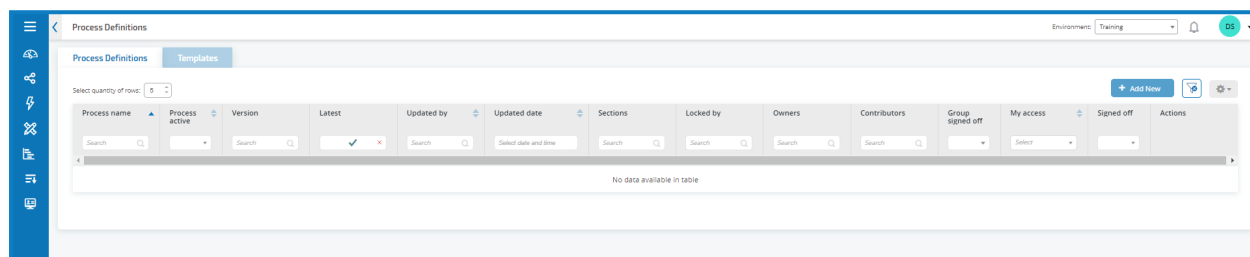 Process Definitions
Environment: Training
DS
Process Definitions
Templates
Select quantity of rows: 5
+ Add New
Process name
Process active
Version
Latest
Updated by
Updated date
Sections
Locked by
Owners
Contributors
Group signed off
My access
Signed off
Actions
Search
Search
Search
Select date and time
Search
Search
Search
Search
Select
No data available in table